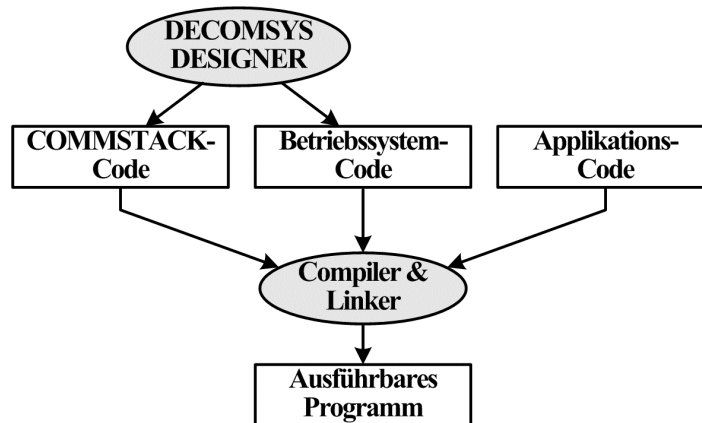 DECOMSYS
DESIGNER
COMMSTACK-
Code
Betriebssystem-
Code
Applikations-
Code
Compiler &
Linker
Ausführbares
Programm